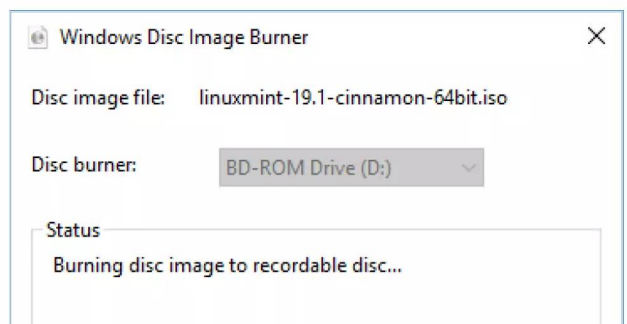 Windows Disc Image Burner
Disc image file: linuxmint-19.1-cinnamon-64bit.iso
Disc burner: BD-ROM Drive (D:)
Status
Burning disc image to recordable disc...